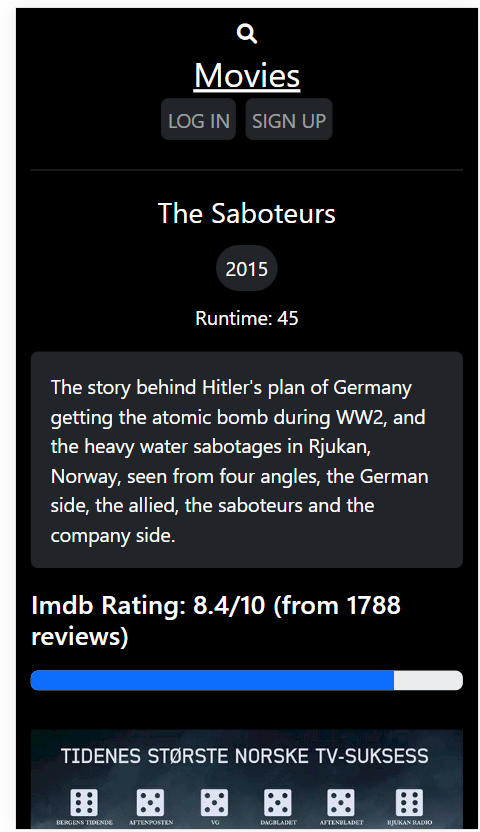 Movies
LOG IN SIGN UP
The Saboteurs
2015
Runtime: 45
The story behind Hitler's plan of Germany
getting the atomic bomb during WW2, and
the heavy water sabotages in Rjukan,
Norway, seen from four angles, the German
side, the allied, the saboteurs and the
company side.
Imdb Rating: 8.4/10 (from 1788
reviews)
TIDENES STØRSTE NORSKE TV-SUKSESS
BERGENS TIDENDE AFTENPOSTEN VG DAGBLADET AFTENBLADET RJUKAN RADIO